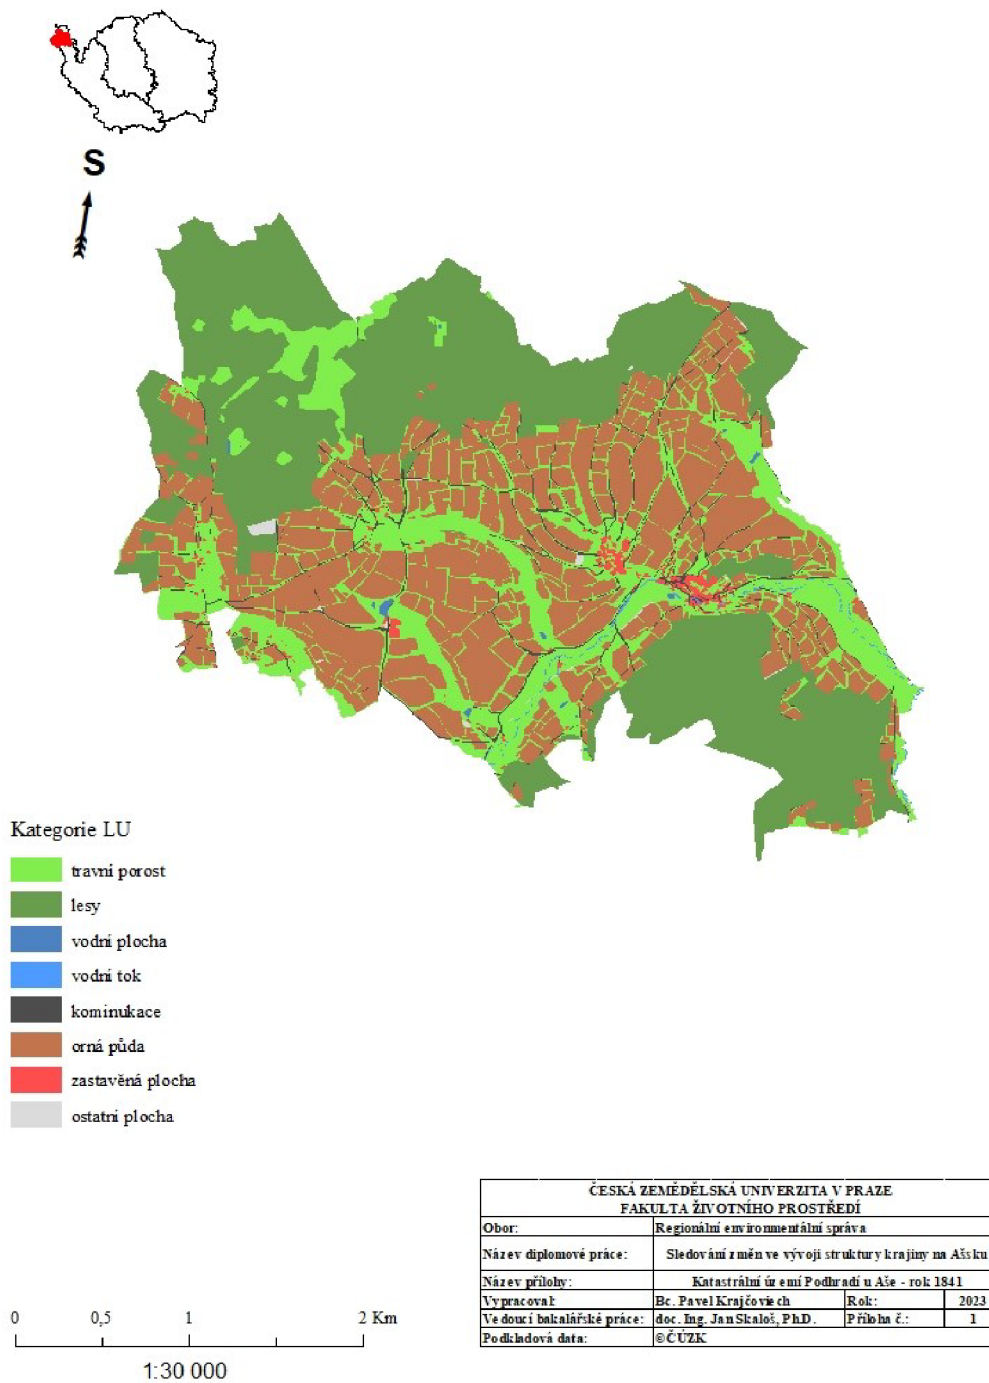 S
Kategorie LU
travní porost
lesy
vodní plocha
vodní tok
kominukace
orná půda
zastavěná plocha
ostatní plocha
ČESKÁ ZEMĚDĚLSKÁ UNIVERZITA V PRAZE
FAKULTA ŽIVOTNÍHO PROSTŘEDÍ
Obor: Regionální environmentální správa
Název diplomové práce: Sledování změn ve vývoji struktury krajiny na Ašsku
Název přílohy: Katastrální území Podhradí u Aše - rok 1841
Vypracoval: Bc. Pavel Krajčoviech Rok: 2023
Vedoucí bakalářské práce: doc. Ing. Jan Skaloš, Ph.D. Příloha č.: 1
Podkladová data: ©ČÚZK
0 0,5 1 2 Km
1:30 000